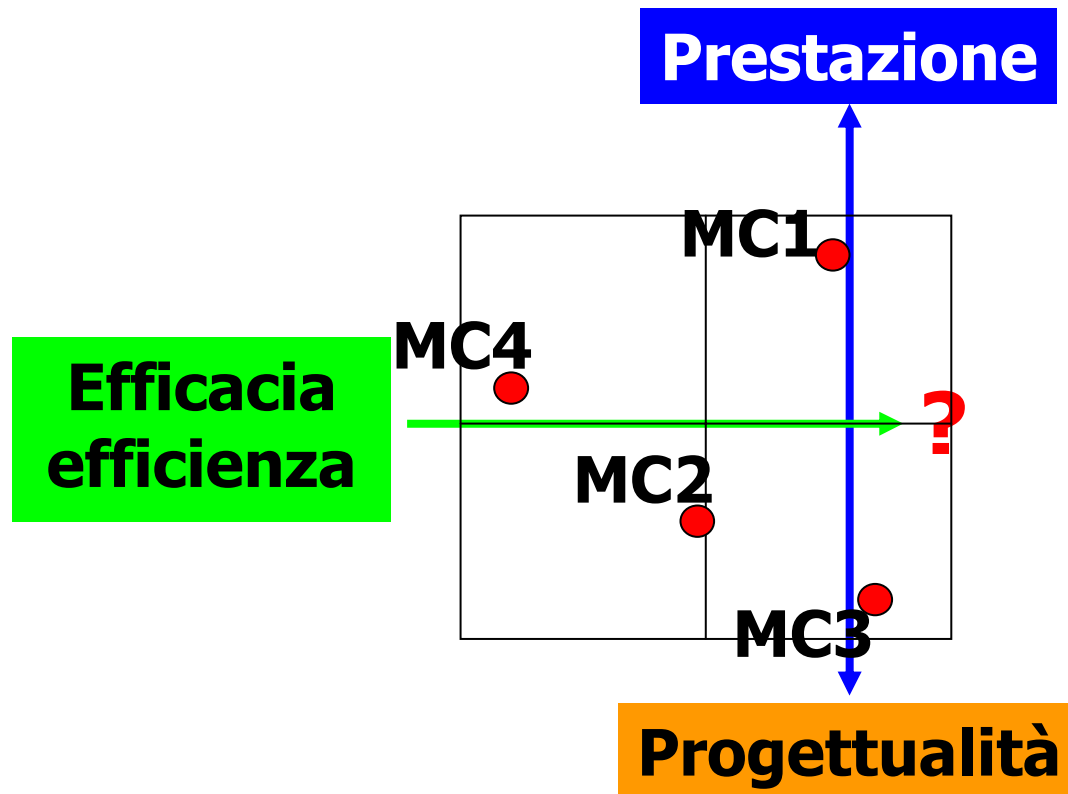 Prestazione
MC1
MC4
Efficacia
efficienza
?
MC2
MC3
Progettualità